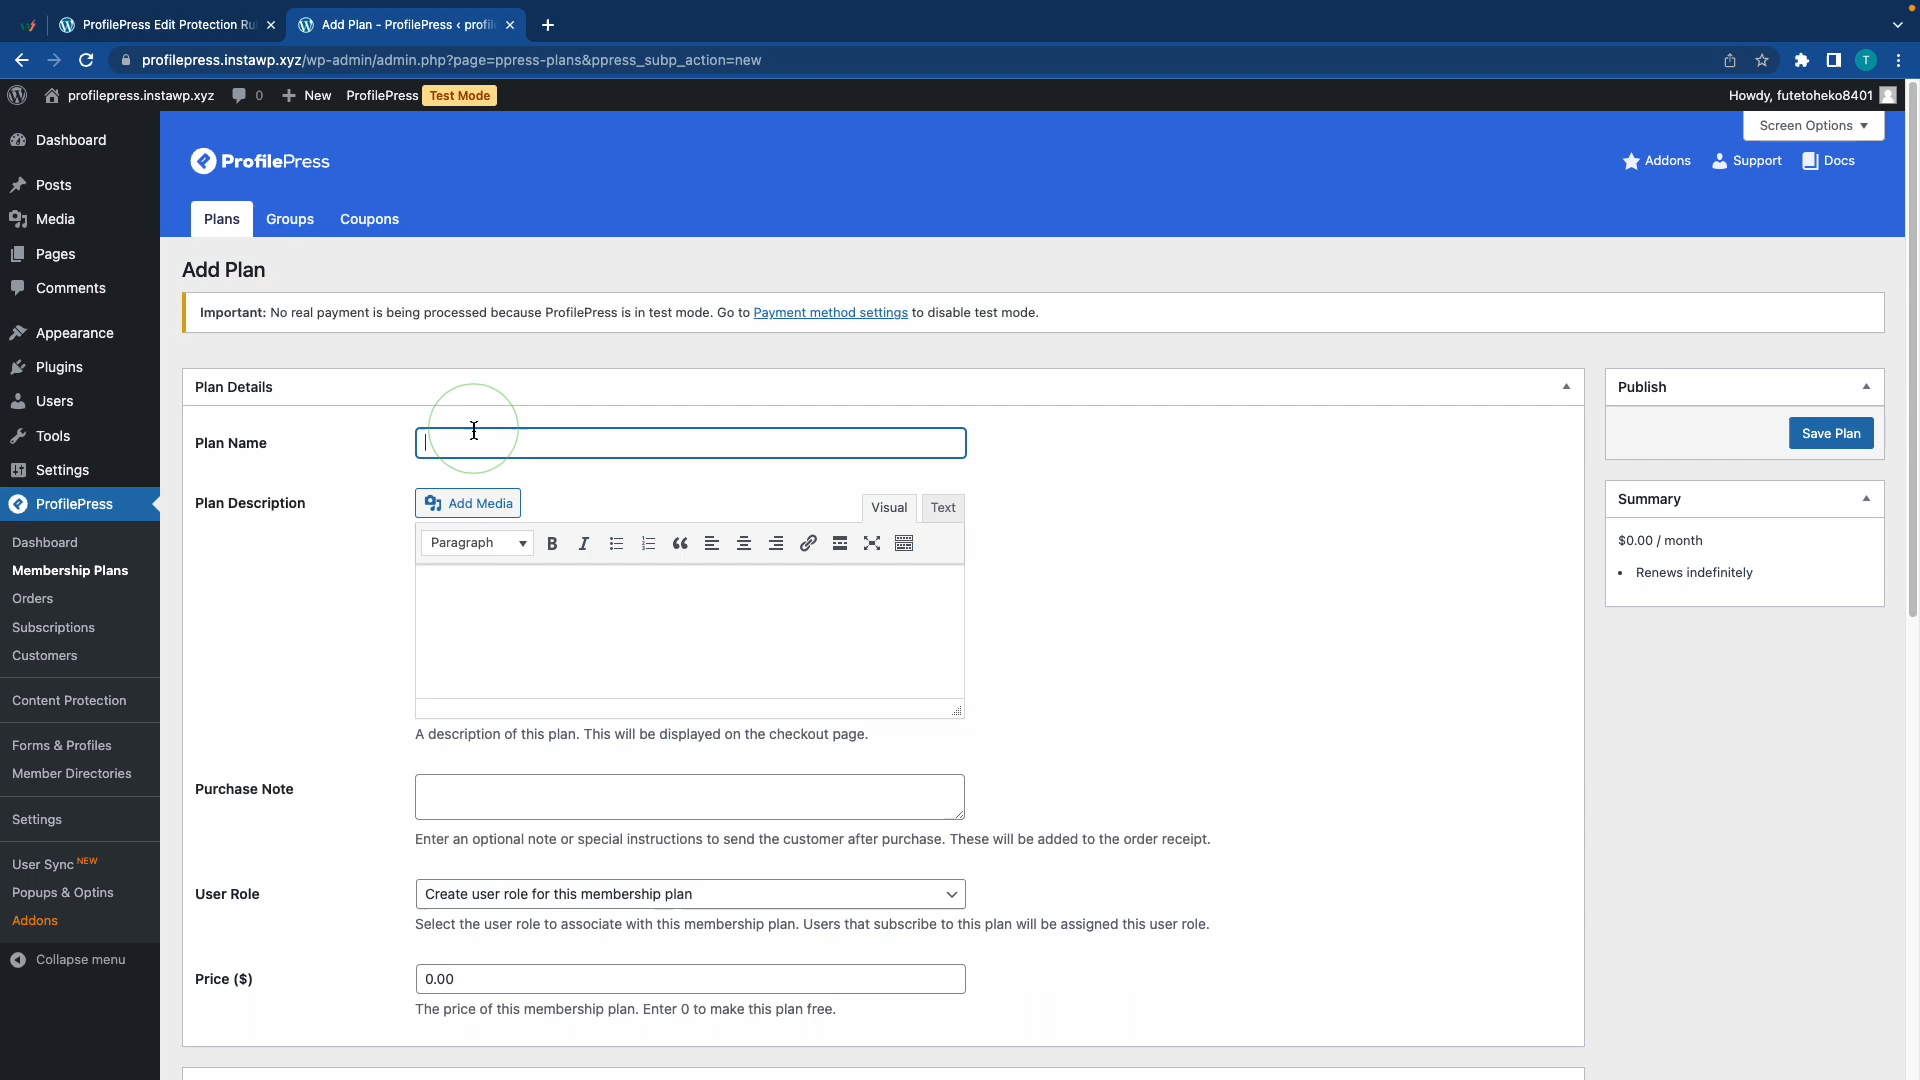 ProfilePress Edit Protection Ru
Add Plan - ProfilePress ‹ profil
profilepress.instawp.xyz/wp-admin/admin.php?page=ppress-plans&ppress_subp_action=new
T
profilepress.instawp.xyz
0
New
ProfilePress Test Mode
Howdy, futetoheko8401
Screen Options
ProfilePress
Addons
Support
Docs
Plans
Groups
Coupons
Dashboard
Posts
Media
Pages
Comments
Appearance
Plugins
Users
Tools
Settings
ProfilePress
Dashboard
Membership Plans
Orders
Subscriptions
Customers
Content Protection
Forms & Profiles
Member Directories
Settings
User Sync NEW
Popups & Optins
Addons
Collapse menu
Add Plan
Important: No real payment is being processed because ProfilePress is in test mode. Go to Payment method settings to disable test mode.
Plan Details
Plan Name
Plan Description
Add Media
Visual
Text
Paragraph
B
I
A description of this plan. This will be displayed on the checkout page.
Purchase Note
Enter an optional note or special instructions to send the customer after purchase. These will be added to the order receipt.
User Role
Create user role for this membership plan
Select the user role to associate with this membership plan. Users that subscribe to this plan will be assigned this user role.
Price ($)
0.00
The price of this membership plan. Enter 0 to make this plan free.
Publish
Save Plan
Summary
$0.00 / month
• Renews indefinitely